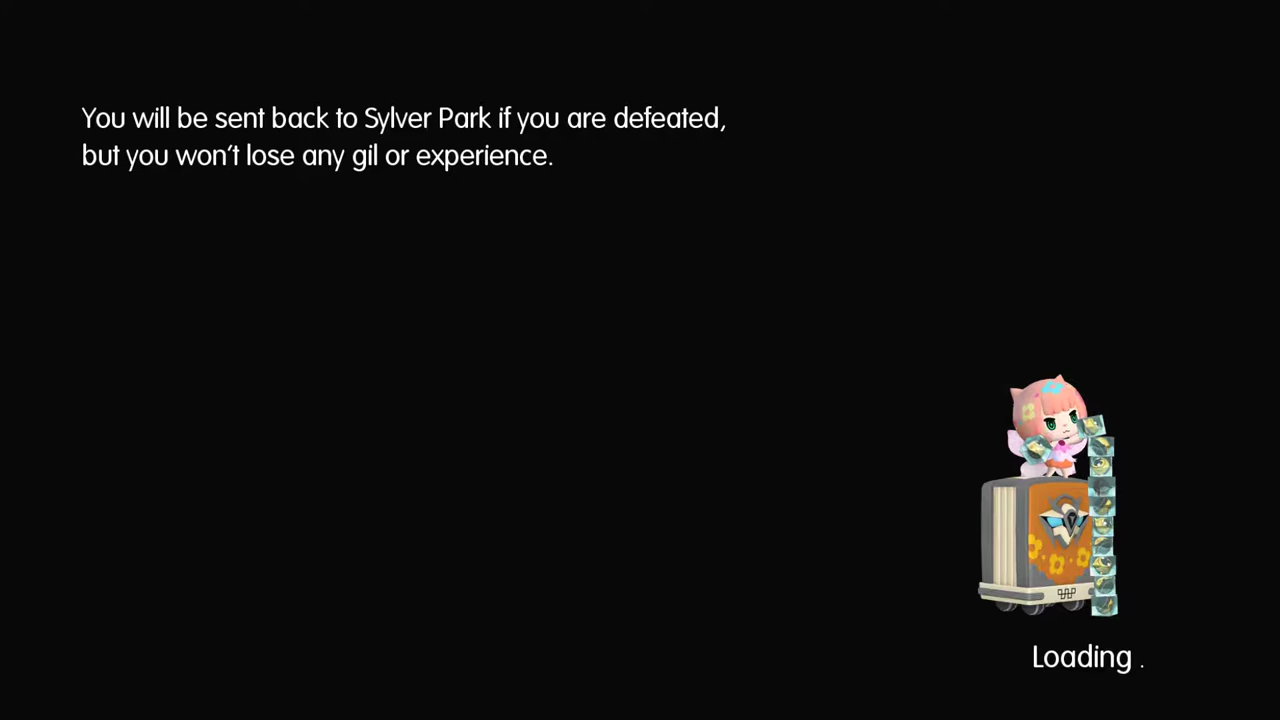 You will be sent back to Sylver Park if you are defeated,
but you won't lose any gil or experience.
Loading .